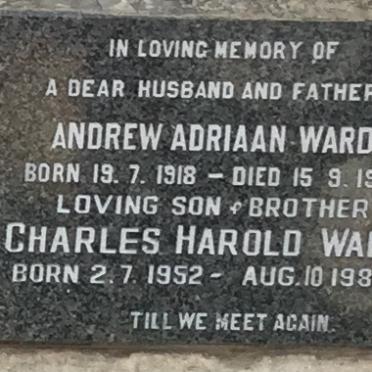 IN LOVING MEMORY OF
A DEAR HUSBAND AND FATHER
ANDREW ADRIAAN WARD
BORN 19. 7. 1918 – DIED 15 9. 19
LOVING SON & BROTHER
CHARLES HAROLD WA
BORN 2. 7. 1952 – AUG. 10 198
TILL WE MEET AGAIN.